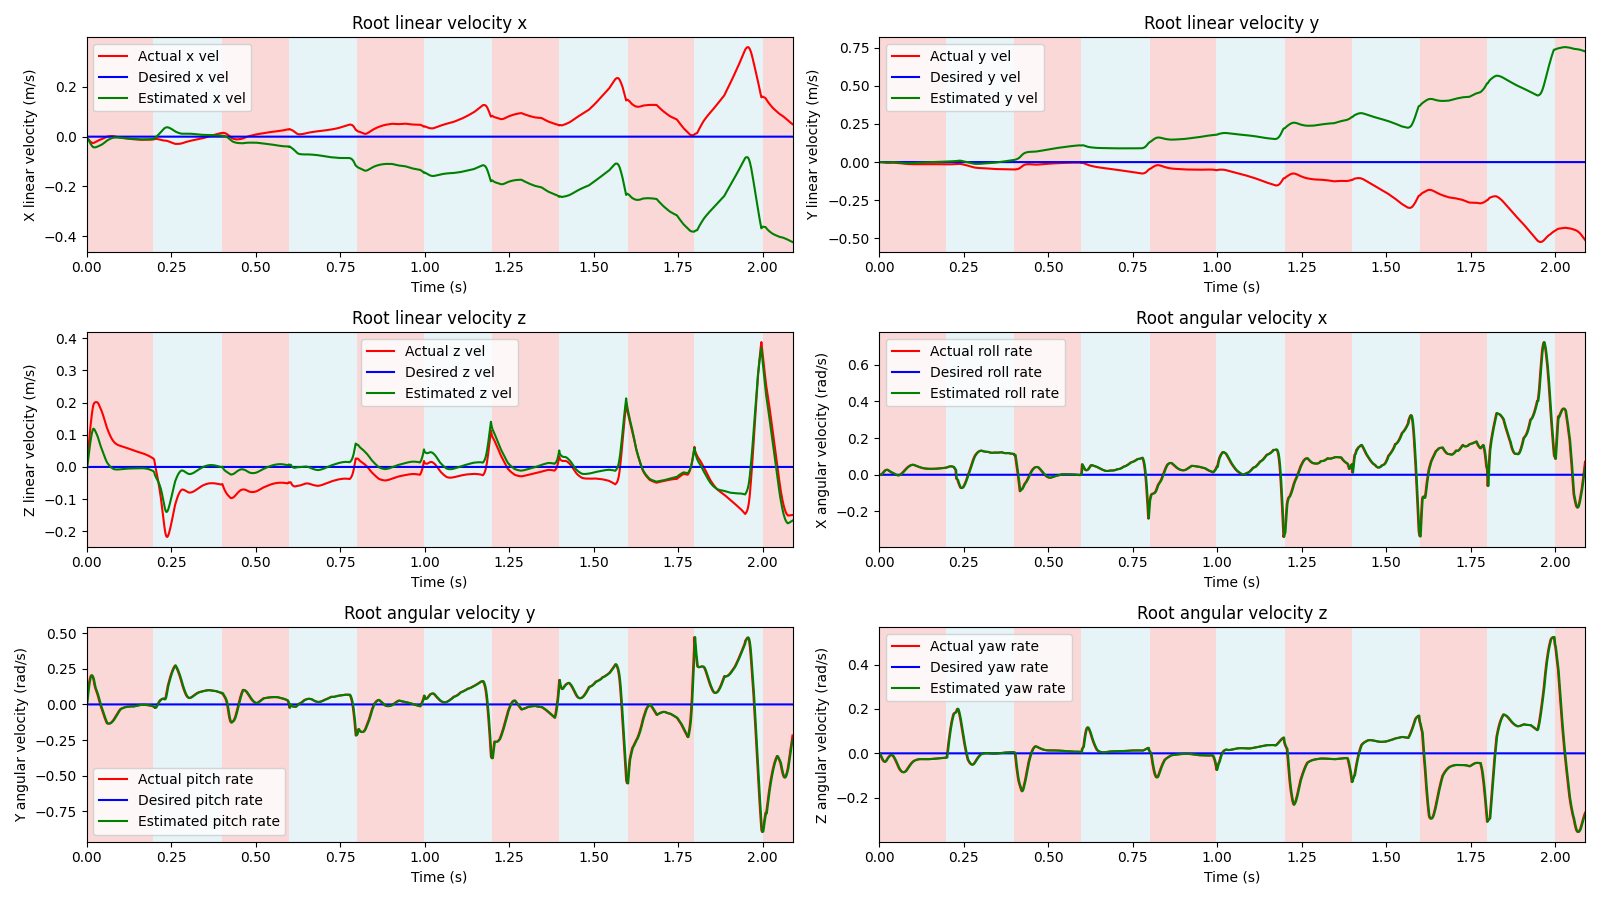 Root linear velocity x
X linear velocity (m/s)
0.2
0.0
−0.2
−0.4
Actual x vel
Desired x vel
Estimated x vel
0.00 0.25 0.50 0.75 1.00 1.25 1.50 1.75 2.00
Time (s)
Root linear velocity y
Y linear velocity (m/s)
0.75
0.50
0.25
0.00
−0.25
−0.50
Actual y vel
Desired y vel
Estimated y vel
0.00 0.25 0.50 0.75 1.00 1.25 1.50 1.75 2.00
Time (s)
Root linear velocity z
Z linear velocity (m/s)
0.4
0.3
0.2
0.1
0.0
−0.1
−0.2
Actual z vel
Desired z vel
Estimated z vel
0.00 0.25 0.50 0.75 1.00 1.25 1.50 1.75 2.00
Time (s)
Root angular velocity x
X angular velocity (rad/s)
0.6
0.4
0.2
0.0
−0.2
Actual roll rate
Desired roll rate
Estimated roll rate
0.00 0.25 0.50 0.75 1.00 1.25 1.50 1.75 2.00
Time (s)
Root angular velocity y
Y angular velocity (rad/s)
0.50
0.25
0.00
−0.25
−0.50
−0.75
Actual pitch rate
Desired pitch rate
Estimated pitch rate
0.00 0.25 0.50 0.75 1.00 1.25 1.50 1.75 2.00
Time (s)
Root angular velocity z
Z angular velocity (rad/s)
0.4
0.2
0.0
−0.2
Actual yaw rate
Desired yaw rate
Estimated yaw rate
0.00 0.25 0.50 0.75 1.00 1.25 1.50 1.75 2.00
Time (s)